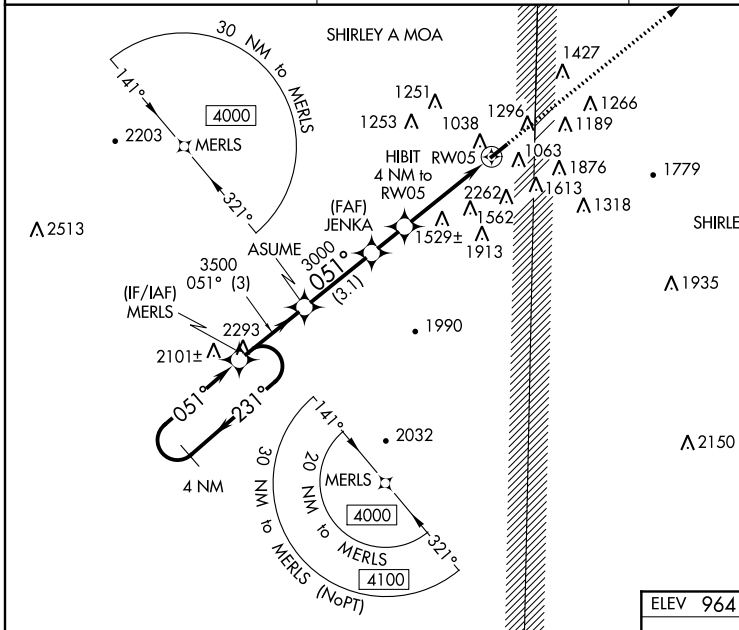 SHIRLEY A MOA
30 NM to MERLS
141°
4000
2203
MERLS
321°
1427
1251
1266
1253
1296
1189
1038
HIBIT
4 NM to
RW05
RW05
1063
1876
1779
2262
1613
1318
(FAF)
JENKA
1562
1529±
1913
SHIRLE
2513
ASUME
3000
051°
(3.1)
3500
051° (3)
1935
(IF/IAF)
MERLS
2293
2101±
1990
051°
231°
4 NM
141°
2032
2150
MERLS
20 NM to MERLS
4000
321°
30 NM to MERLS (NoPT)
4100
ELEV 964